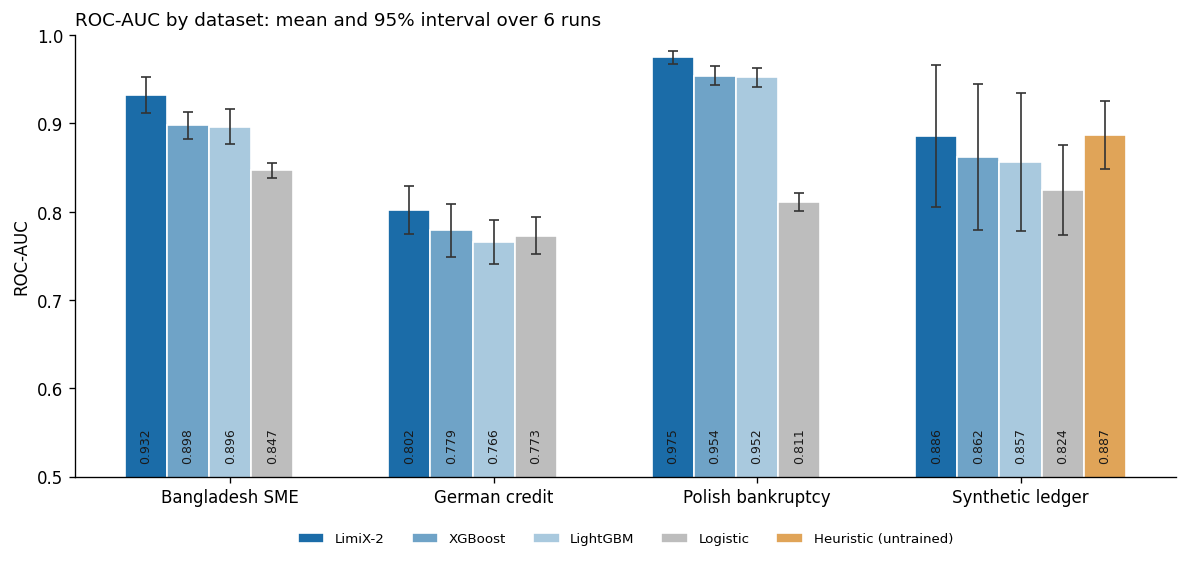 ROC-AUC by dataset: mean and 95% interval over 6 runs
1.0
0.9
0.8
0.7
0.6
0.5
ROC-AUC
0.932 0.898 0.896 0.847 0.802 0.779 0.766 0.773 0.975 0.954 0.952 0.811 0.886 0.862 0.857 0.824 0.887
Bangladesh SME German credit Polish bankruptcy Synthetic ledger
LimiX-2 XGBoost LightGBM Logistic Heuristic (untrained)